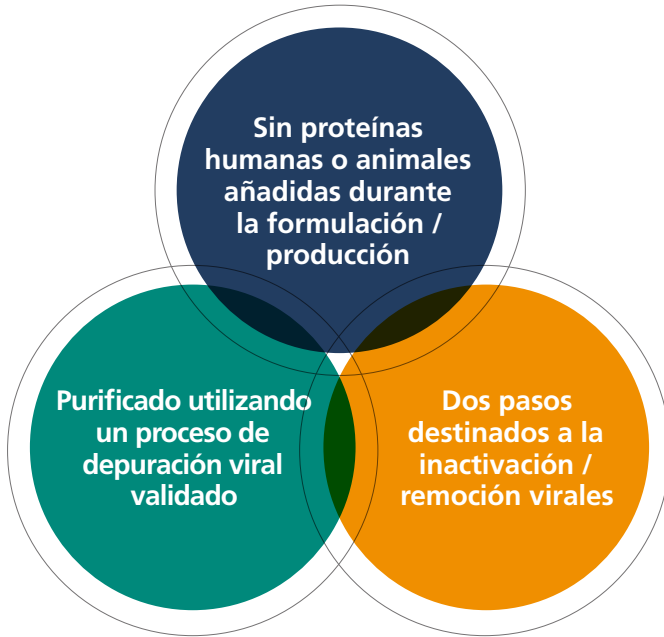 Sin proteínas
humanas o animales
añadidas durante
la formulación /
producción
Purificado utilizando
un proceso de
depuración viral
validado
Dos pasos
destinados a la
inactivación /
remoción virales